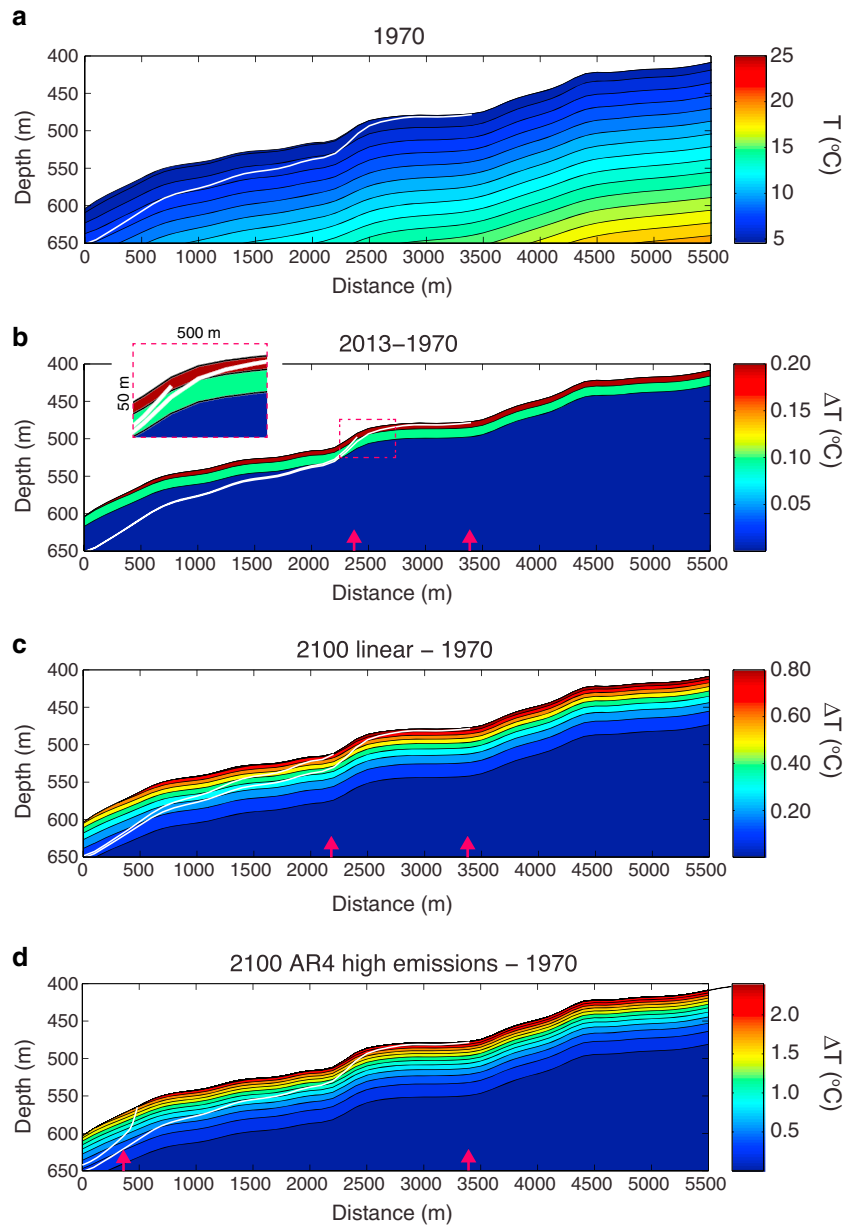 a
1970
400
450
500
550
600
650
Depth (m)
0 500 1000 1500 2000 2500 3000 3500 4000 4500 5000 5500
Distance (m)
25
20
15
10
5
T (°C)
b
500 m
50 m
2013−1970
400
450
500
550
600
650
Depth (m)
0 500 1000 1500 2000 2500 3000 3500 4000 4500 5000 5500
Distance (m)
0.20
0.15
0.10
0.05
ΔT (°C)
c
2100 linear − 1970
400
450
500
550
600
650
Depth (m)
0 500 1000 1500 2000 2500 3000 3500 4000 4500 5000 5500
Distance (m)
0.80
0.60
0.40
0.20
ΔT (°C)
d
2100 AR4 high emissions − 1970
400
450
500
550
600
650
Depth (m)
0 500 1000 1500 2000 2500 3000 3500 4000 4500 5000 5500
Distance (m)
2.0
1.5
1.0
0.5
ΔT (°C)